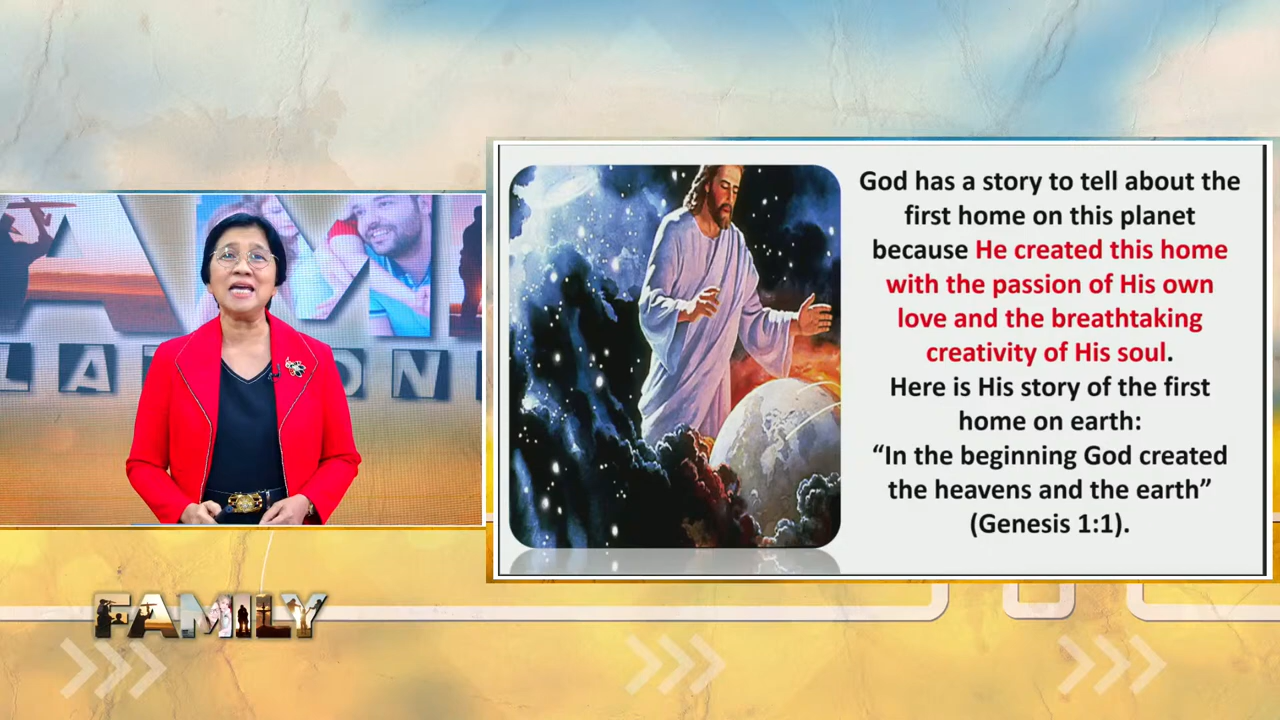 God has a story to tell about the
first home on this planet
because He created this home
with the passion of His own
love and the breathtaking
creativity of His soul.
Here is His story of the first
home on earth:
“In the beginning God created
the heavens and the earth”
(Genesis 1:1).
FAMILY